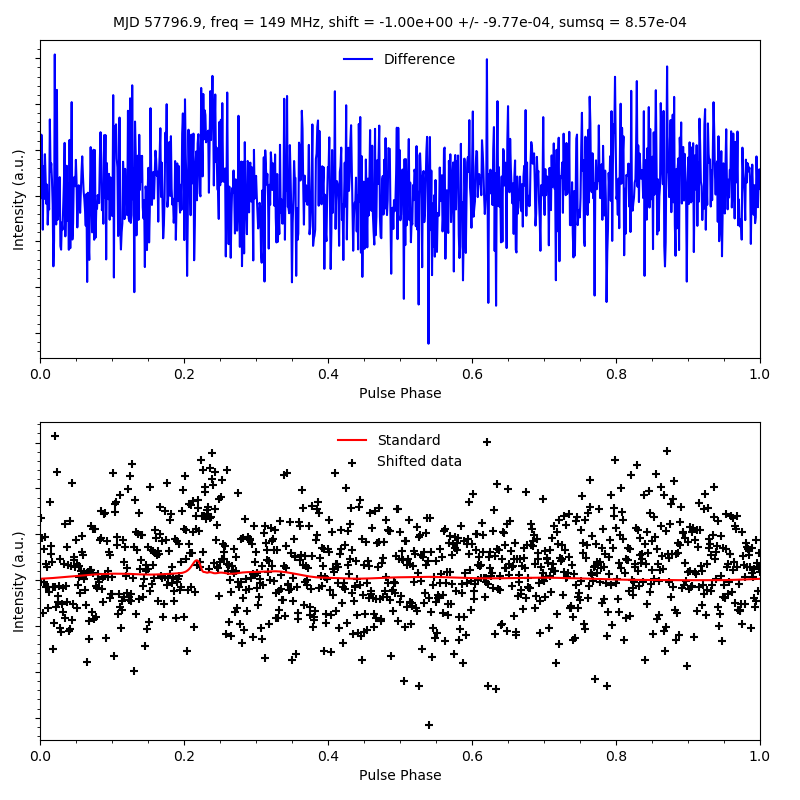 MJD 57796.9, freq = 149 MHz, shift = -1.00e+00 +/- -9.77e-04, sumsq = 8.57e-04
Difference
Intensity (a.u.)
0.0 0.2 0.4 0.6 0.8 1.0
Pulse Phase
Standard
Shifted data
Intensity (a.u.)
0.0 0.2 0.4 0.6 0.8 1.0
Pulse Phase